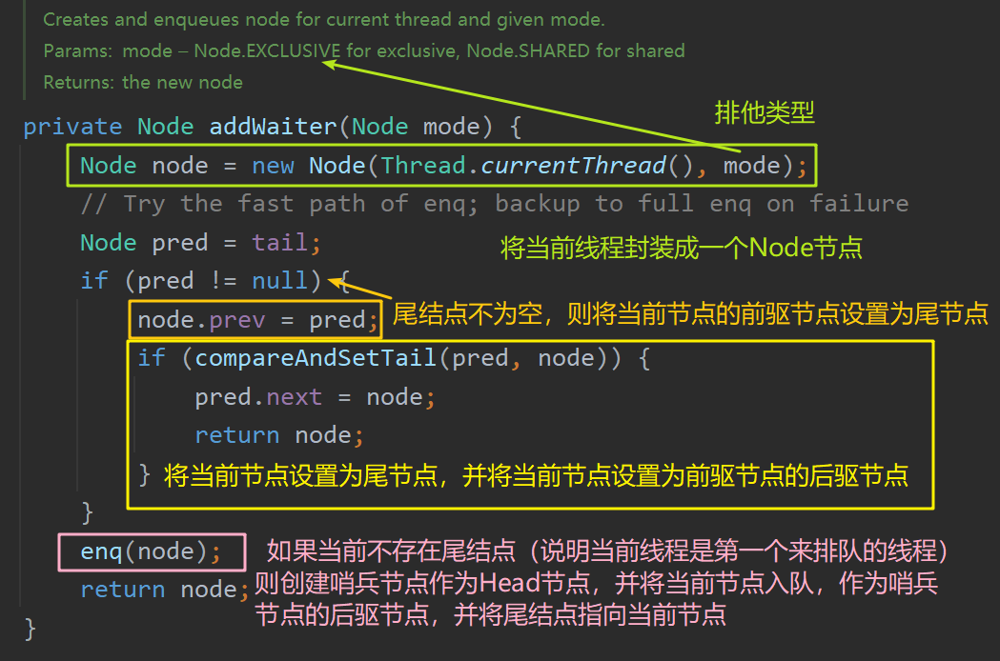 Creates and enqueues node for current thread and given mode.
Params: mode – Node.EXCLUSIVE for exclusive, Node.SHARED for shared
Returns: the new node
排他类型
private Node addWaiter(Node mode) {
Node node = new Node(Thread.currentThread(), mode);
// Try the fast path of enq; backup to full enq on failure
Node pred = tail;
将当前线程封装成一个Node节点
if (pred != null) {
node.prev = pred;
尾结点不为空，则将当前节点的前驱节点设置为尾节点
if (compareAndSetTail(pred, node)) {
pred.next = node;
return node;
} 将当前节点设置为尾节点，并将当前节点设置为前驱节点的后驱节点
}
enq(node);
如果当前不存在尾结点（说明当前线程是第一个来排队的线程）
return node;
则创建哨兵节点作为Head节点，并将当前节点入队，作为哨兵
节点的后驱节点，并将尾结点指向当前节点
}